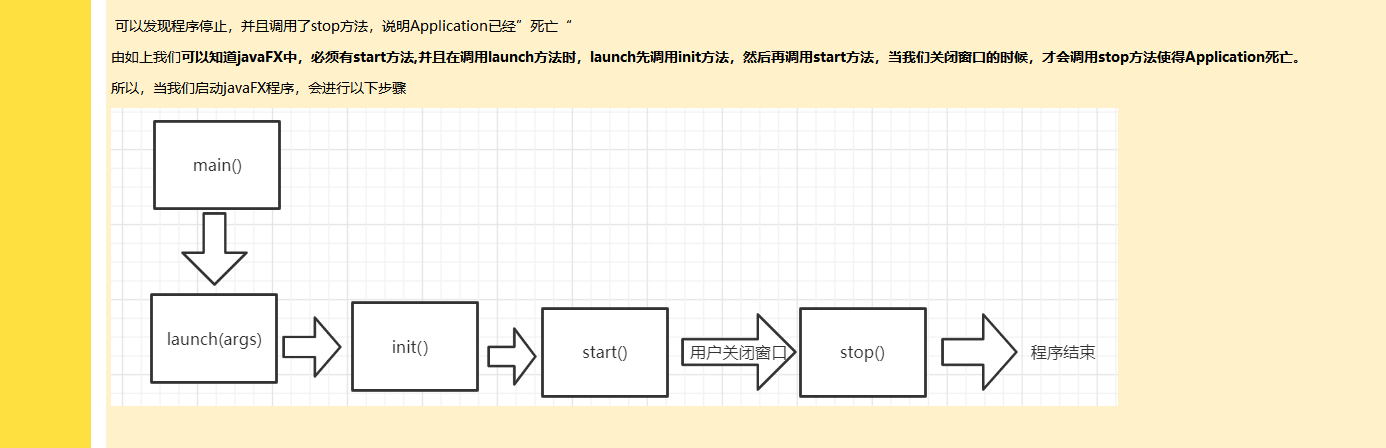 可以发现程序停止，并且调用了stop方法，说明Application已经”死亡“
由如上我们可以知道javaFX中，必须有start方法,并且在调用launch方法时，launch先调用init方法，然后再调用start方法，当我们关闭窗口的时候，才会调用stop方法使得Application死亡。
所以，当我们启动javaFX程序，会进行以下步骤
main()
launch(args)
init()
start()
用户关闭窗口
stop()
程序结束